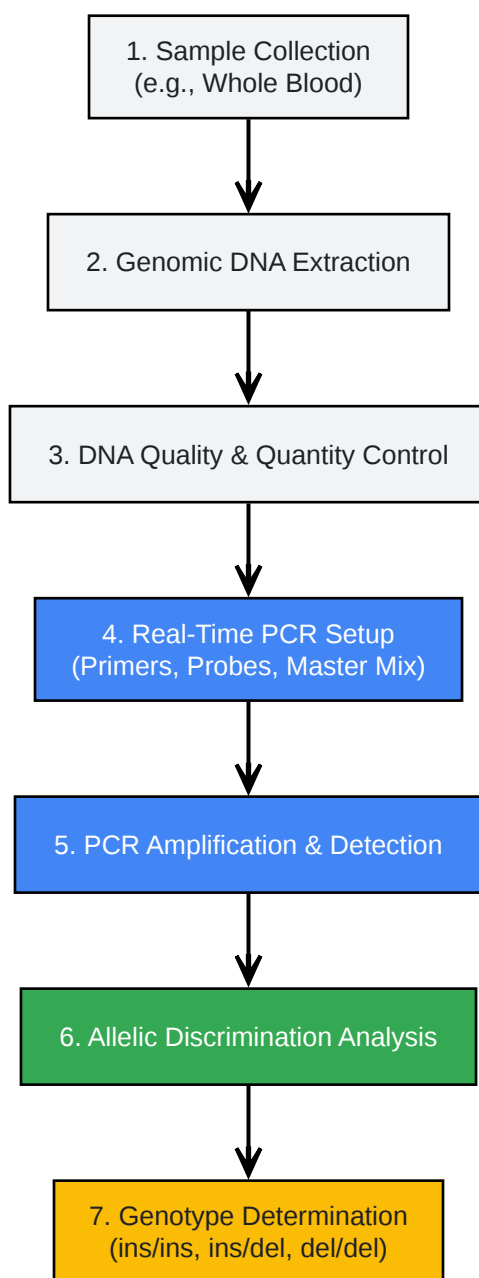 1. Sample Collection
(e.g., Whole Blood)
2. Genomic DNA Extraction
3. DNA Quality & Quantity Control
4. Real-Time PCR Setup
(Primers, Probes, Master Mix)
5. PCR Amplification & Detection
6. Allelic Discrimination Analysis
7. Genotype Determination
(ins/ins, ins/del, del/del)